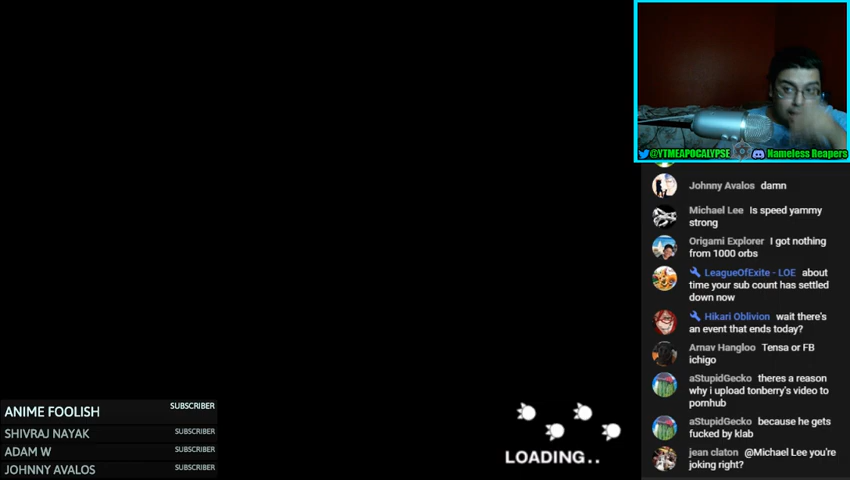 @YTMEAPOCALYPSE Nameless Reapers
Johnny Avalos damn
Michael Lee Is speed yammy
strong
Origami Explorer I got nothing
from 1000 orbs
LeagueOfExite - LOE about
time your sub count has settled
down now
Hikari Oblivion wait there's
an event that ends today?
Arnav Hangloo Tensa or FB
ichigo
aStupidGecko theres a reason
why i upload tonberry's video to
pornhub
aStupidGecko because he gets
fucked by klab
jean claton @Michael Lee you're
joking right?
ANIME FOOLISH SUBSCRIBER
SHIVRAJ NAYAK SUBSCRIBER
ADAM W SUBSCRIBER
JOHNNY AVALOS SUBSCRIBER
LOADING..